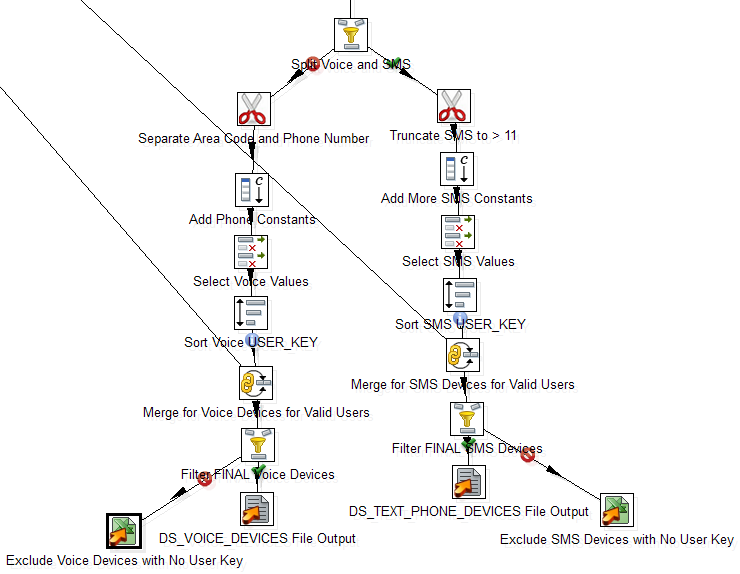 Split Voice and SMS
Separate Area Code and Phone Number
Truncate SMS to > 11
Add Phone Constants
Add More SMS Constants
Select Voice Values
Select SMS Values
Sort Voice USER_KEY
Sort SMS USER_KEY
Merge for Voice Devices for Valid Users
Merge for SMS Devices for Valid Users
Filter FINAL Voice Devices
Filter FINAL SMS Devices
DS_VOICE_DEVICES File Output
DS_TEXT_PHONE_DEVICES File Output
Exclude Voice Devices with No User Key
Exclude SMS Devices with No User Key